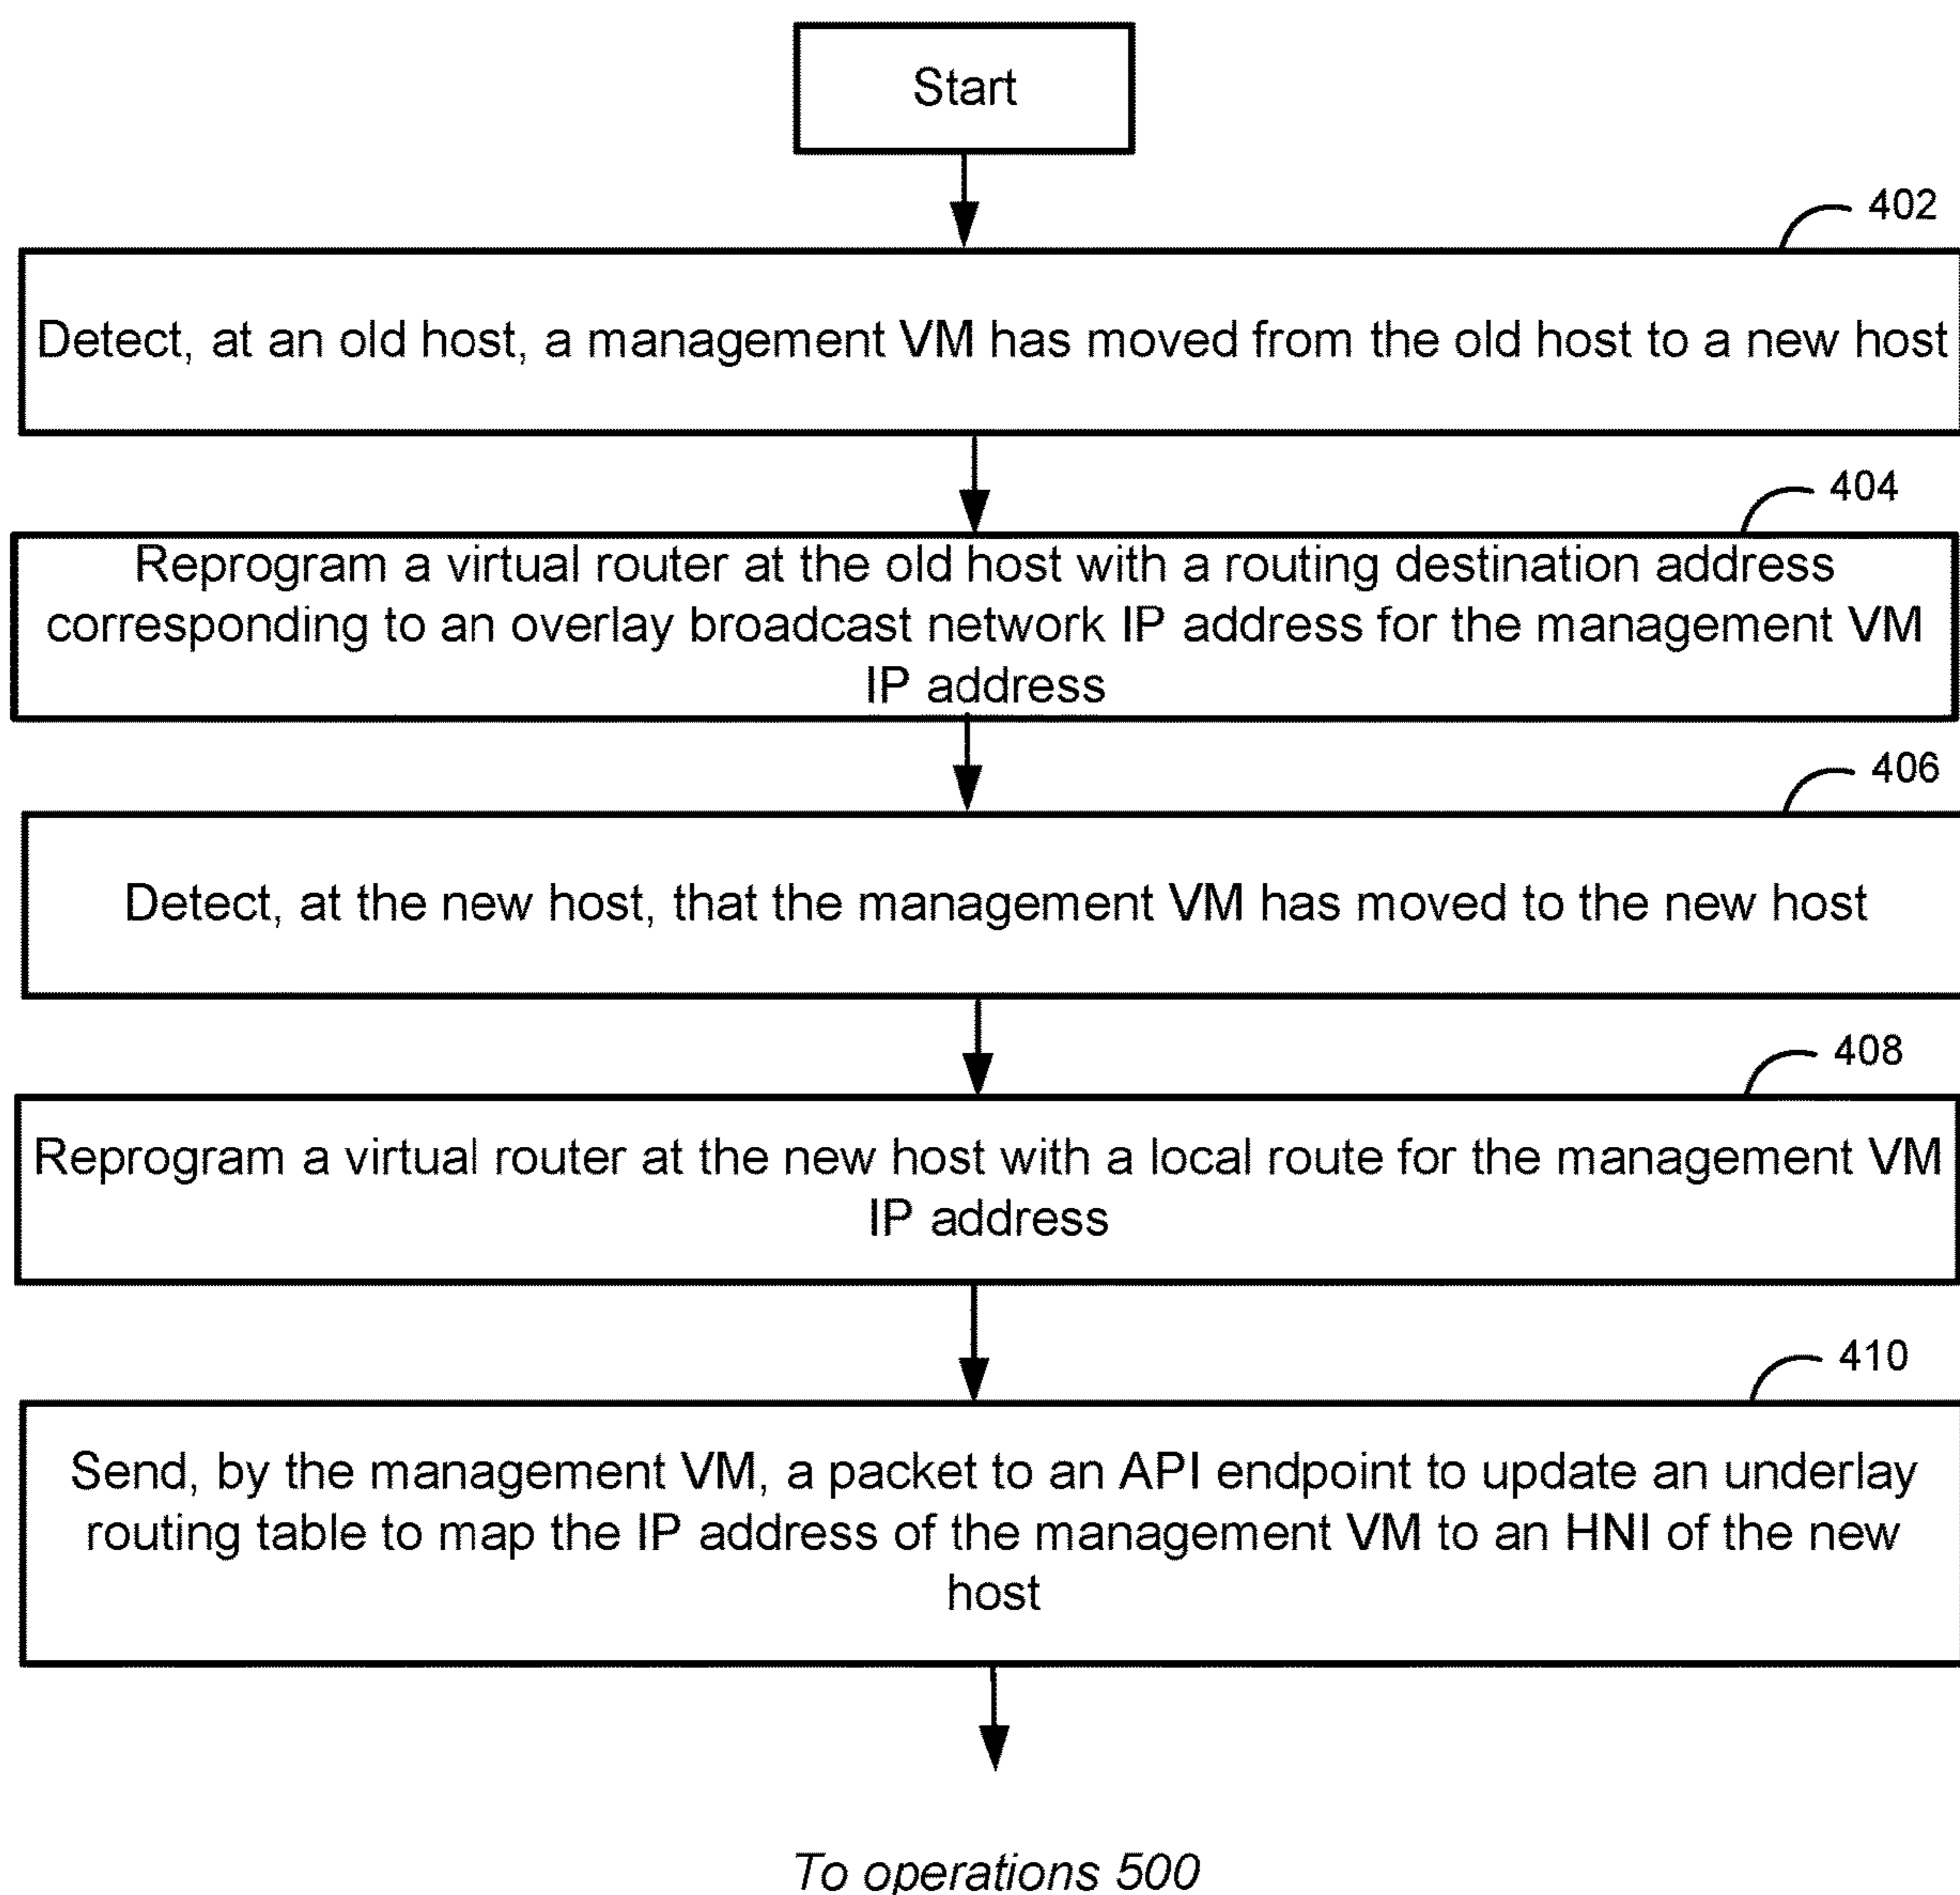 Start
402
Detect, at an old host, a management VM has moved from the old host to a new host
404
Reprogram a virtual router at the old host with a routing destination address
corresponding to an overlay broadcast network IP address for the management VM
IP address
406
Detect, at the new host, that the management VM has moved to the new host
408
Reprogram a virtual router at the new host with a local route for the management VM
IP address
410
Send, by the management VM, a packet to an API endpoint to update an underlay
routing table to map the IP address of the management VM to an HNI of the new
host
To operations 500